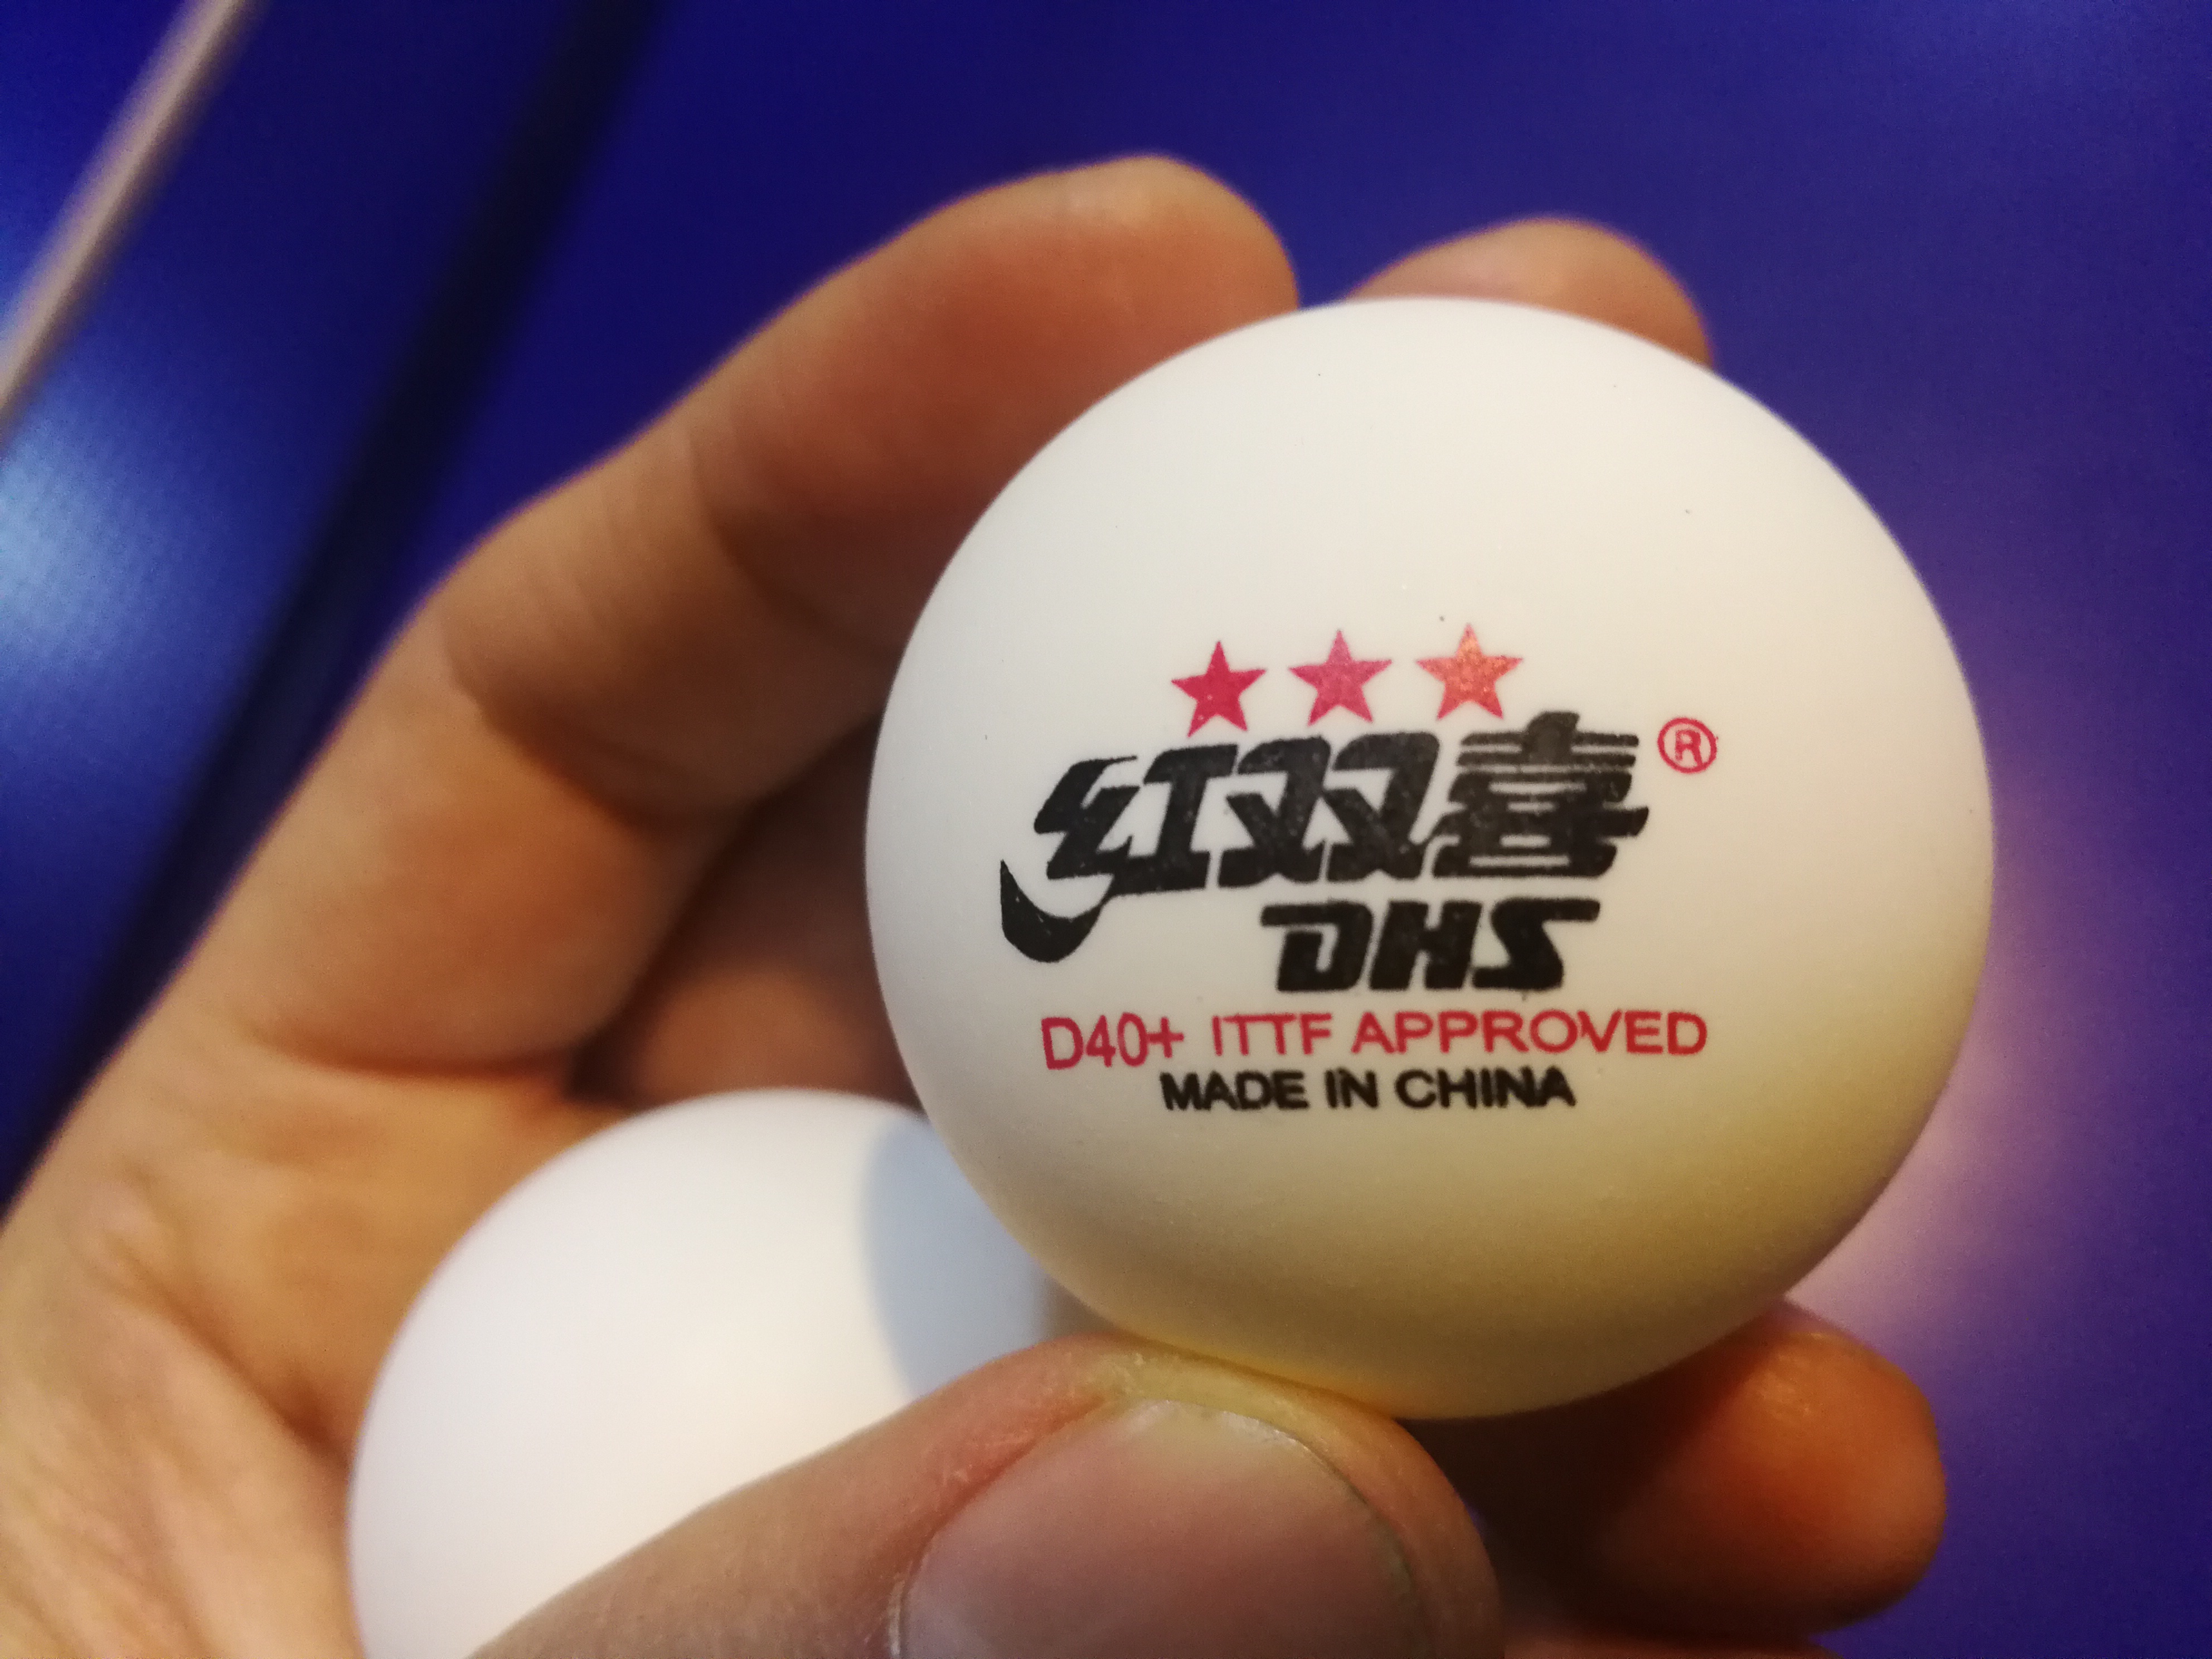 ★★★
红双喜®
DHS
D40+ ITTF APPROVED
MADE IN CHINA